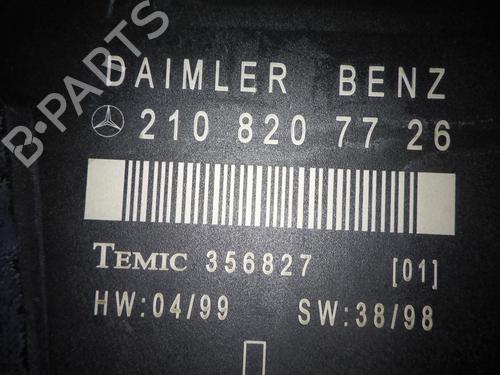 B-PARTS
DAIMLER BENZ
210 820 77 26
TEMIC 356827 [01]
HW:04/99 SW:38/98